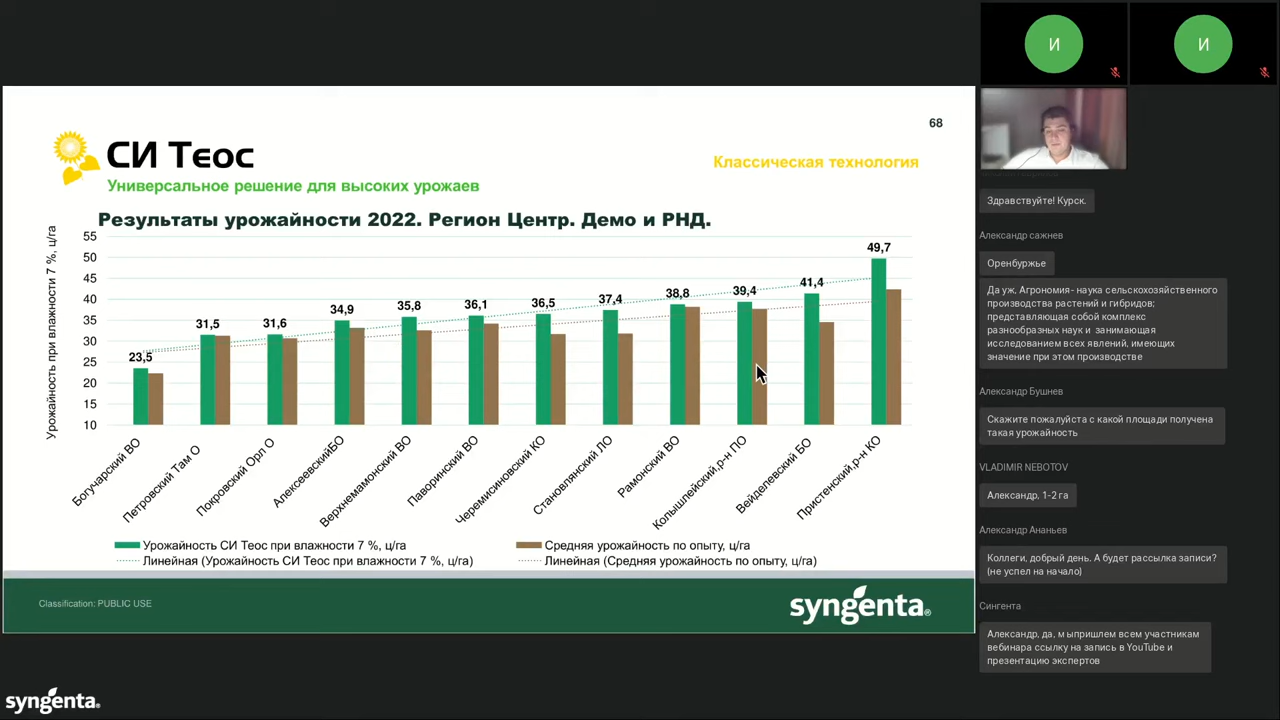 68
СИ Тєос
Универсальное решение для высоких урожаев
Классическая технология
Результаты урожайности 2022. Регион Центр. Демо и РНД.
Урожайность при влажности 7 %, ц/га
55
50
45
40
35
30
25
20
15
10
23,5
31,5
31,6
34,9
35,8
36,1
36,5
37,4
38,8
39,4
41,4
49,7
Богучарский ВО
Петровский Там О
Покровский Орл О
АлексеевскийБО
Верхнемамонский ВО
Паворинский ВО
Черемисиновский КО
Становлянский ЛО
Рамонский ВО
Колышлейский,р-н ПО
Вейделевский БО
Пристенский,р-н КО
Урожайность СИ Теос при влажности 7 %, ц/га
Средняя урожайность по опыту, ц/га
Линейная (Урожайность СИ Теос при влажности 7 %, ц/га)
Линейная (Средняя урожайность по опыту, ц/га)
Classification: PUBLIC USE
syngenta®
syngenta®
И
И
Здравствуйте! Курск.
Александр сажнев
Оренбуржье
Да уж, Агрономия- наука сельскохозяйственного
производства растений и гибридов;
представляющая собой комплекс
разнообразных наук и занимающая
исследованием всех явлений, имеющих
значение при этом производстве
Александр Бушнев
Скажите пожалуйста с какой площади получена
такая урожайность
VLADIMIR NEBOTOV
Александр, 1-2 га
Александр Ананьев
Коллеги, добрый день. А будет рассылка записи?
(не успел на начало)
Сингента
Александр, да, м ыпришлем всем участникам
вебинара ссылку на запись в YouTube и
презентацию экспертов